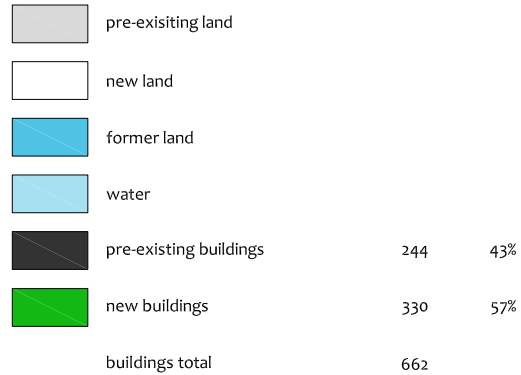 pre-exisiting land
new land
former land
water
pre-existing buildings 244 43%
new buildings 330 57%
buildings total 662